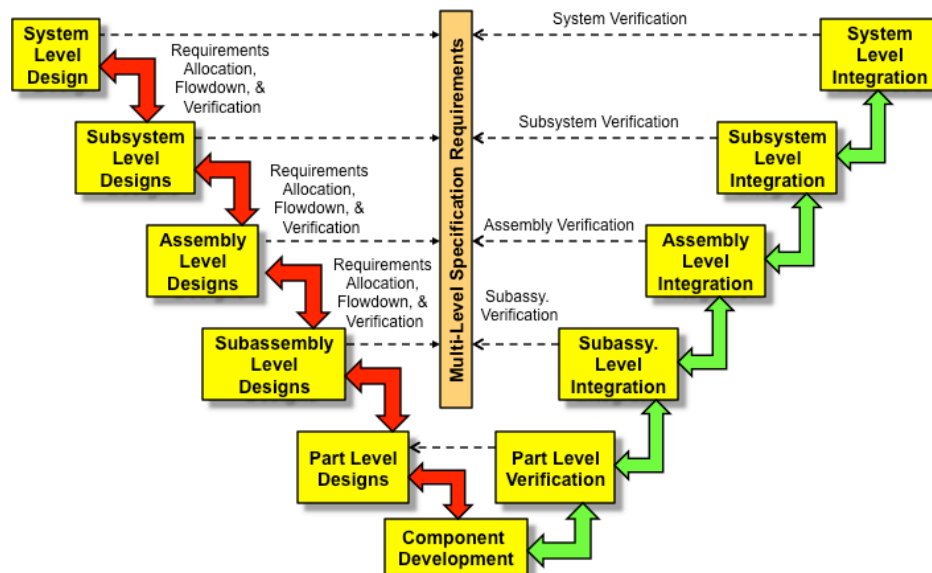 System
Level
Design
Requirements
Allocation,
Flowdown, &
Verification
Multi-Level Specification Requirements
System Verification
System
Level
Integration
Subsystem
Level
Designs
Requirements
Allocation,
Flowdown, &
Verification
Subsystem Verification
Subsystem
Level
Integration
Assembly
Level
Designs
Requirements
Allocation,
Flowdown, &
Verification
Assembly Verification
Assembly
Level
Integration
Subassembly
Level
Designs
Subassy.
Verification
Subassy.
Level
Integration
Part Level
Designs
Part Level
Verification
Component
Development